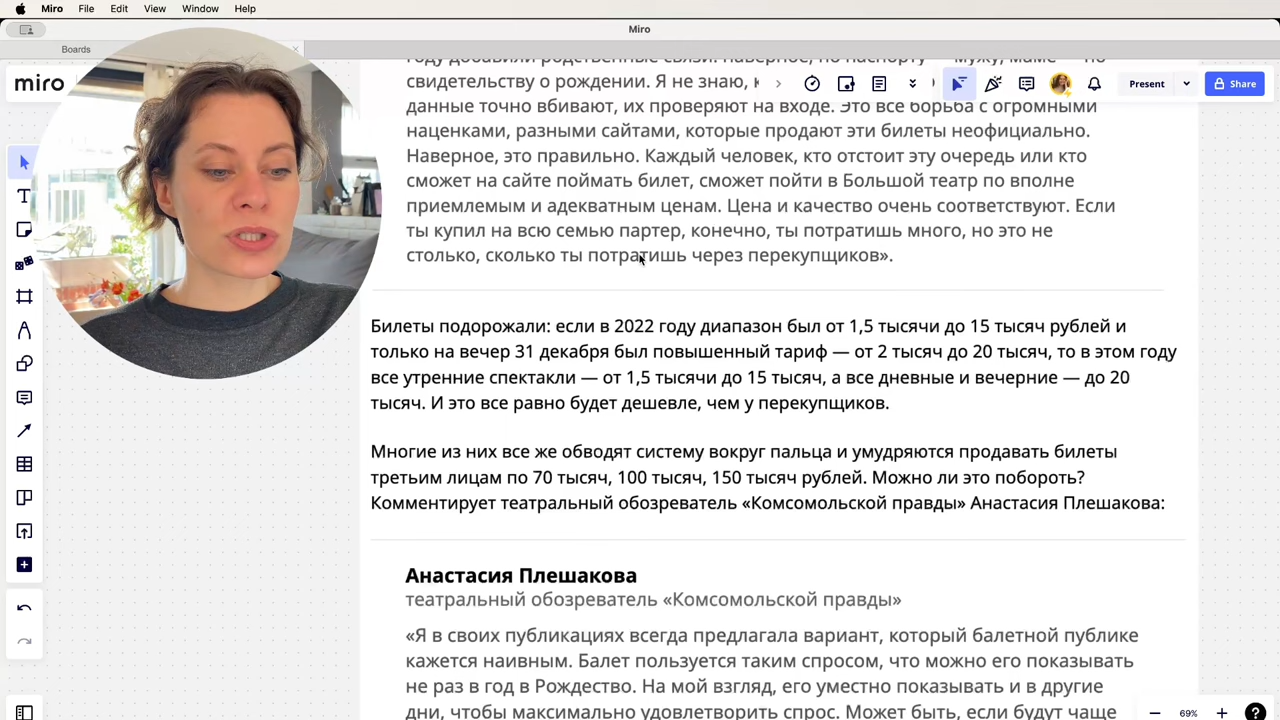 Miro File Edit View Window Help
Miro
Boards
miro
Present
Share
свидетельству о рождении. Я не знаю,
данные точно вбивают, их проверяют на входе. Это все борьба с огромными
наценками, разными сайтами, которые продают эти билеты неофициально.
Наверное, это правильно. Каждый человек, кто отстоит эту очередь или кто
сможет на сайте поймать билет, сможет пойти в Большой театр по вполне
приемлемым и адекватным ценам. Цена и качество очень соответствуют. Если
ты купил на всю семью партер, конечно, ты потратишь много, но это не
столько, сколько ты потратишь через перекупщиков».
Билеты подорожали: если в 2022 году диапазон был от 1,5 тысячи до 15 тысяч рублей и
только на вечер 31 декабря был повышенный тариф — от 2 тысяч до 20 тысяч, то в этом году
все утренние спектакли — от 1,5 тысячи до 15 тысяч, а все дневные и вечерние — до 20
тысяч. И это все равно будет дешевле, чем у перекупщиков.
Многие из них все же обводят систему вокруг пальца и умудряются продавать билеты
третьим лицам по 70 тысяч, 100 тысяч, 150 тысяч рублей. Можно ли это побороть?
Комментирует театральный обозреватель «Комсомольской правды» Анастасия Плешакова:
Анастасия Плешакова
театральный обозреватель «Комсомольской правды»
«Я в своих публикациях всегда предлагала вариант, который балетной публике
кажется наивным. Балет пользуется таким спросом, что можно его показывать
не раз в год в Рождество. На мой взгляд, его уместно показывать и в другие
дни, чтобы максимально удовлетворить спрос. Может быть, если будут чаще
69%